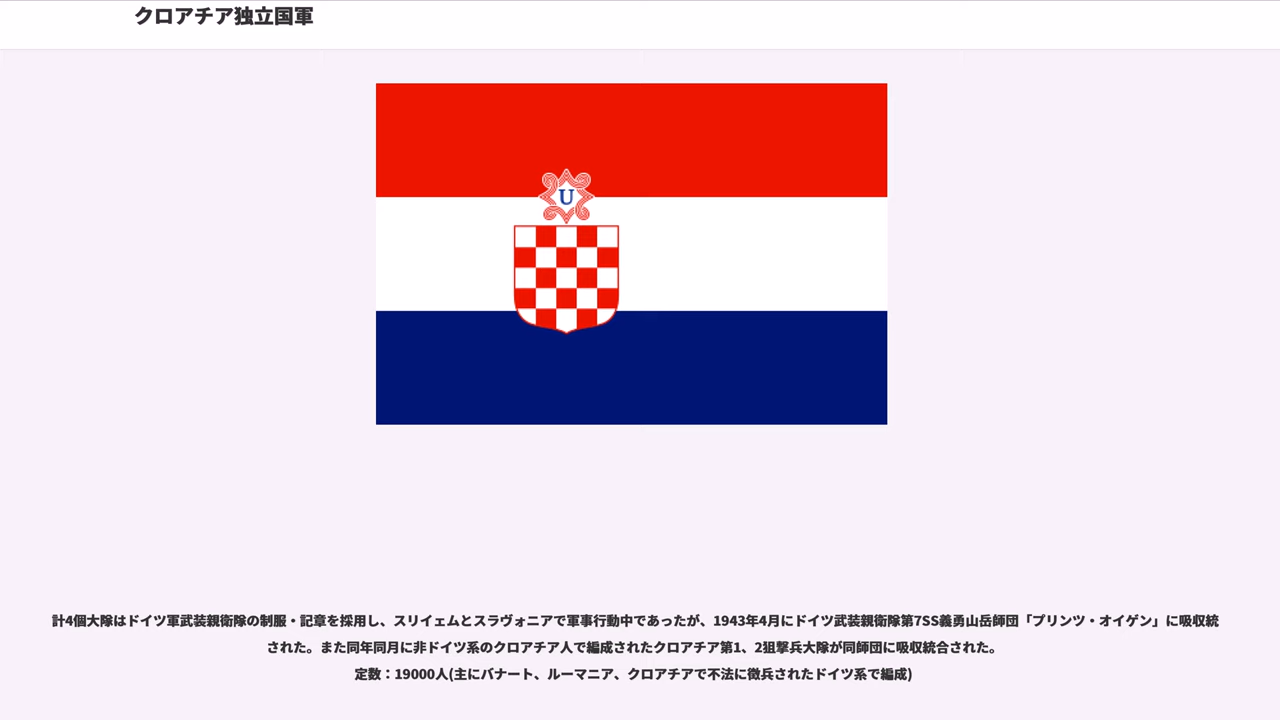 クロアチア独立国軍
U
計4個大隊はドイツ軍武装親衛隊の制服・記章を採用し、スリイェムとスラヴォニアで軍事行動中であったが、1943年4月にドイツ武装親衛隊第7SS義勇山岳師団「プリンツ・オイゲン」に吸収統
された。また同年同月に非ドイツ系のクロアチア人で編成されたクロアチア第1、2狙撃兵大隊が同師団に吸収統合された。
定数：19000人(主にバナート、ルーマニア、クロアチアで不法に徴兵されたドイツ系で編成)